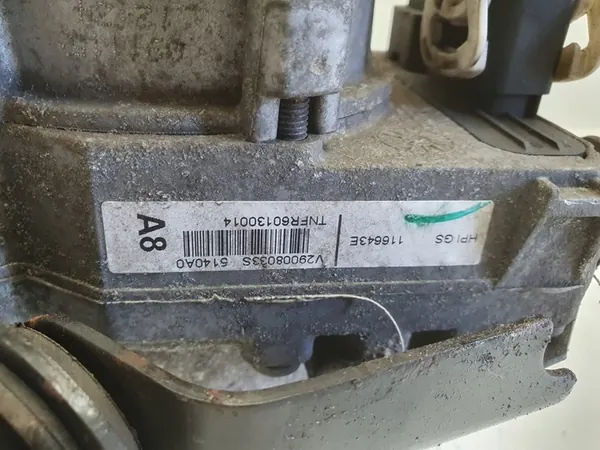 HPI GS
116643E
V29008033S 5140A0
TNFR60130014
A8